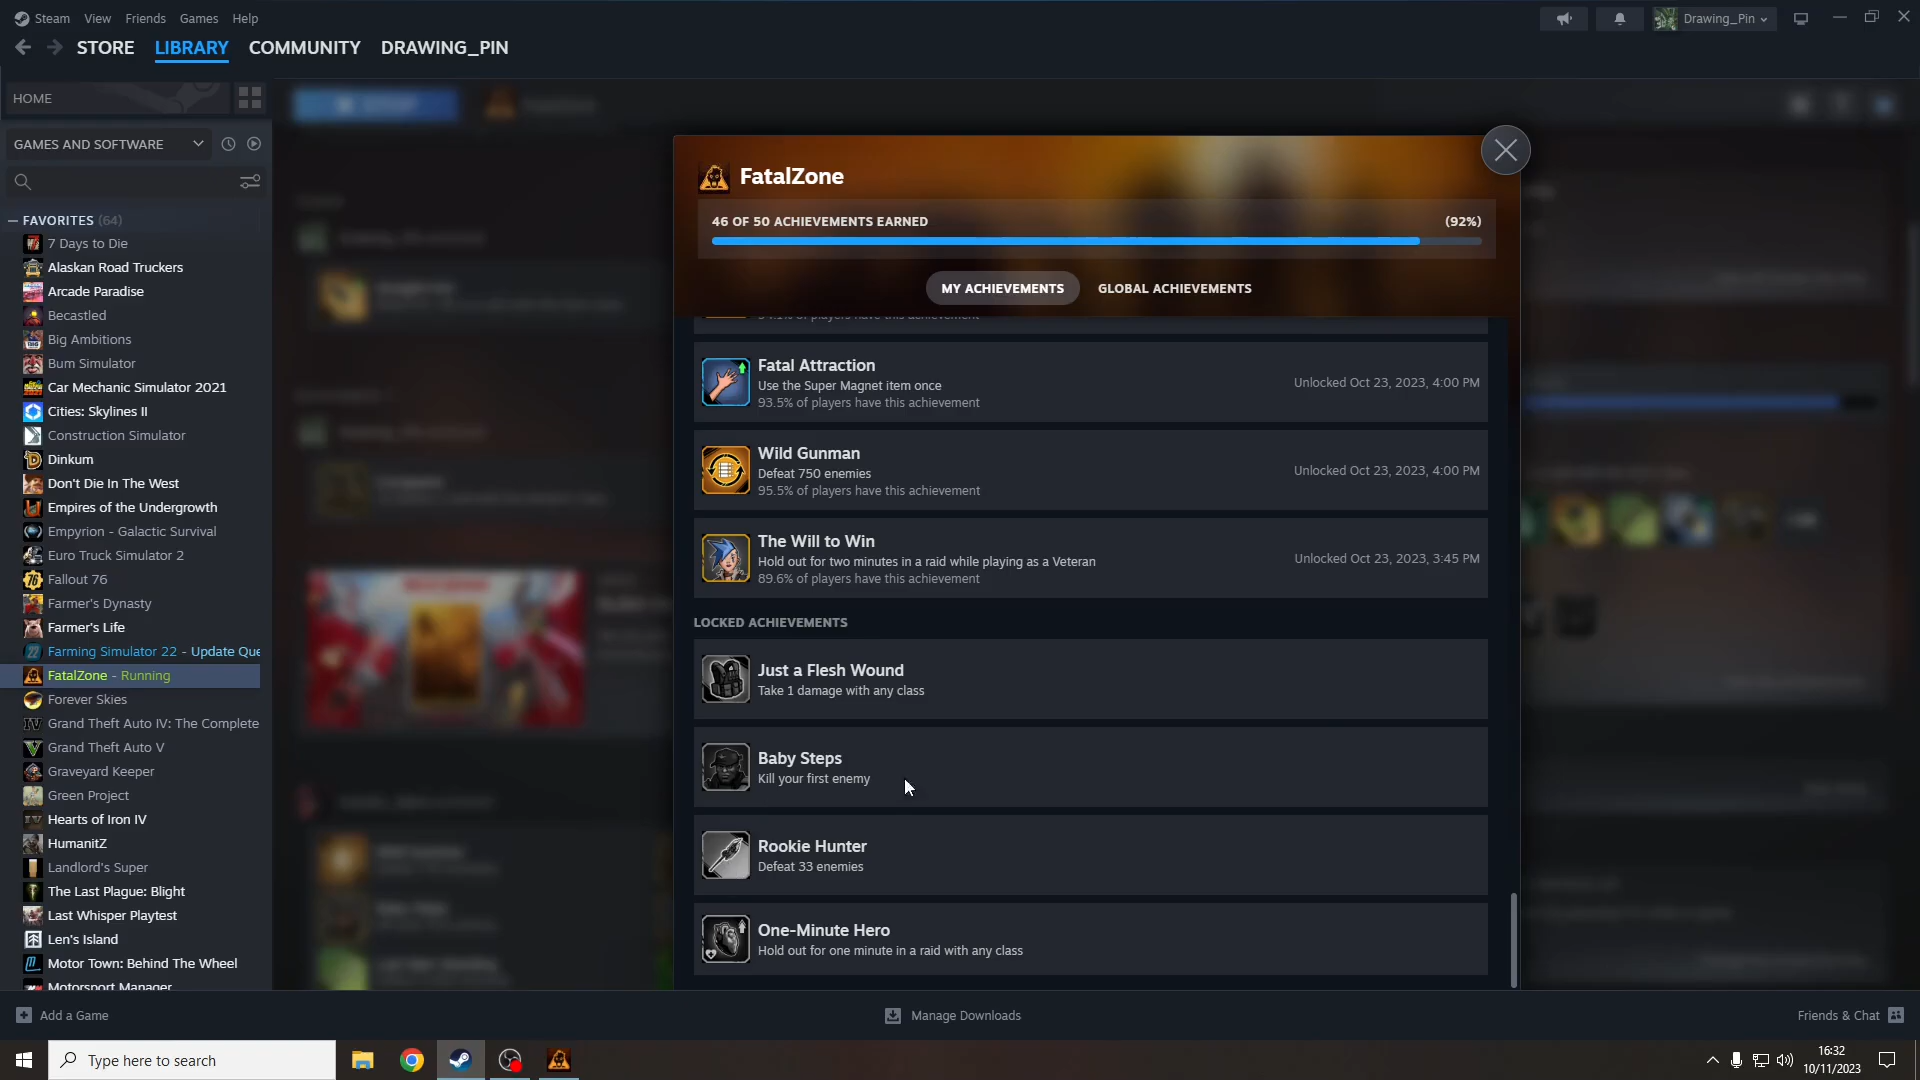 Steam View Friends Games Help
Drawing_Pin
STORE LIBRARY COMMUNITY DRAWING_PIN
HOME
GAMES AND SOFTWARE
FAVORITES (64)
7 Days to Die
Alaskan Road Truckers
Arcade Paradise
Becastled
Big Ambitions
Bum Simulator
Car Mechanic Simulator 2021
Cities: Skylines II
Construction Simulator
Dinkum
Don't Die In The West
Empires of the Undergrowth
Empyrion - Galactic Survival
Euro Truck Simulator 2
Fallout 76
Farmer's Dynasty
Farmer's Life
Farming Simulator 22 - Update Que
FatalZone - Running
Forever Skies
Grand Theft Auto IV: The Complete
Grand Theft Auto V
Graveyard Keeper
Green Project
Hearts of Iron IV
HumanitZ
Landlord's Super
The Last Plague: Blight
Last Whisper Playtest
Len's Island
Motor Town: Behind The Wheel
Motorsport Manager
FatalZone
46 OF 50 ACHIEVEMENTS EARNED (92%)
MY ACHIEVEMENTS GLOBAL ACHIEVEMENTS
of players have this achievement
Fatal Attraction
Use the Super Magnet item once
93.5% of players have this achievement
Unlocked Oct 23, 2023, 4:00 PM
Wild Gunman
Defeat 750 enemies
95.5% of players have this achievement
Unlocked Oct 23, 2023, 4:00 PM
The Will to Win
Hold out for two minutes in a raid while playing as a Veteran
89.6% of players have this achievement
Unlocked Oct 23, 2023, 3:45 PM
LOCKED ACHIEVEMENTS
Just a Flesh Wound
Take 1 damage with any class
Baby Steps
Kill your first enemy
Rookie Hunter
Defeat 33 enemies
One-Minute Hero
Hold out for one minute in a raid with any class
Add a Game
Manage Downloads
Friends & Chat
Type here to search
16:32
10/11/2023